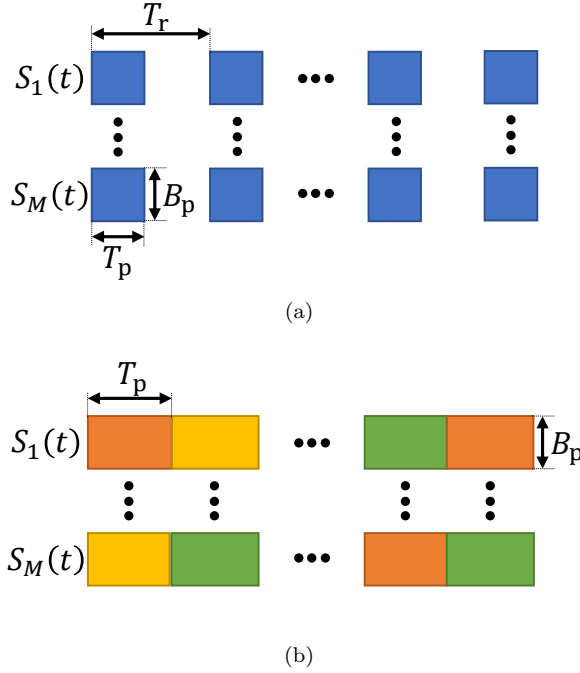 T_r
S_1(t)
S_M(t)
B_p
T_p
(a)
T_p
S_1(t)
B_p
S_M(t)
(b)